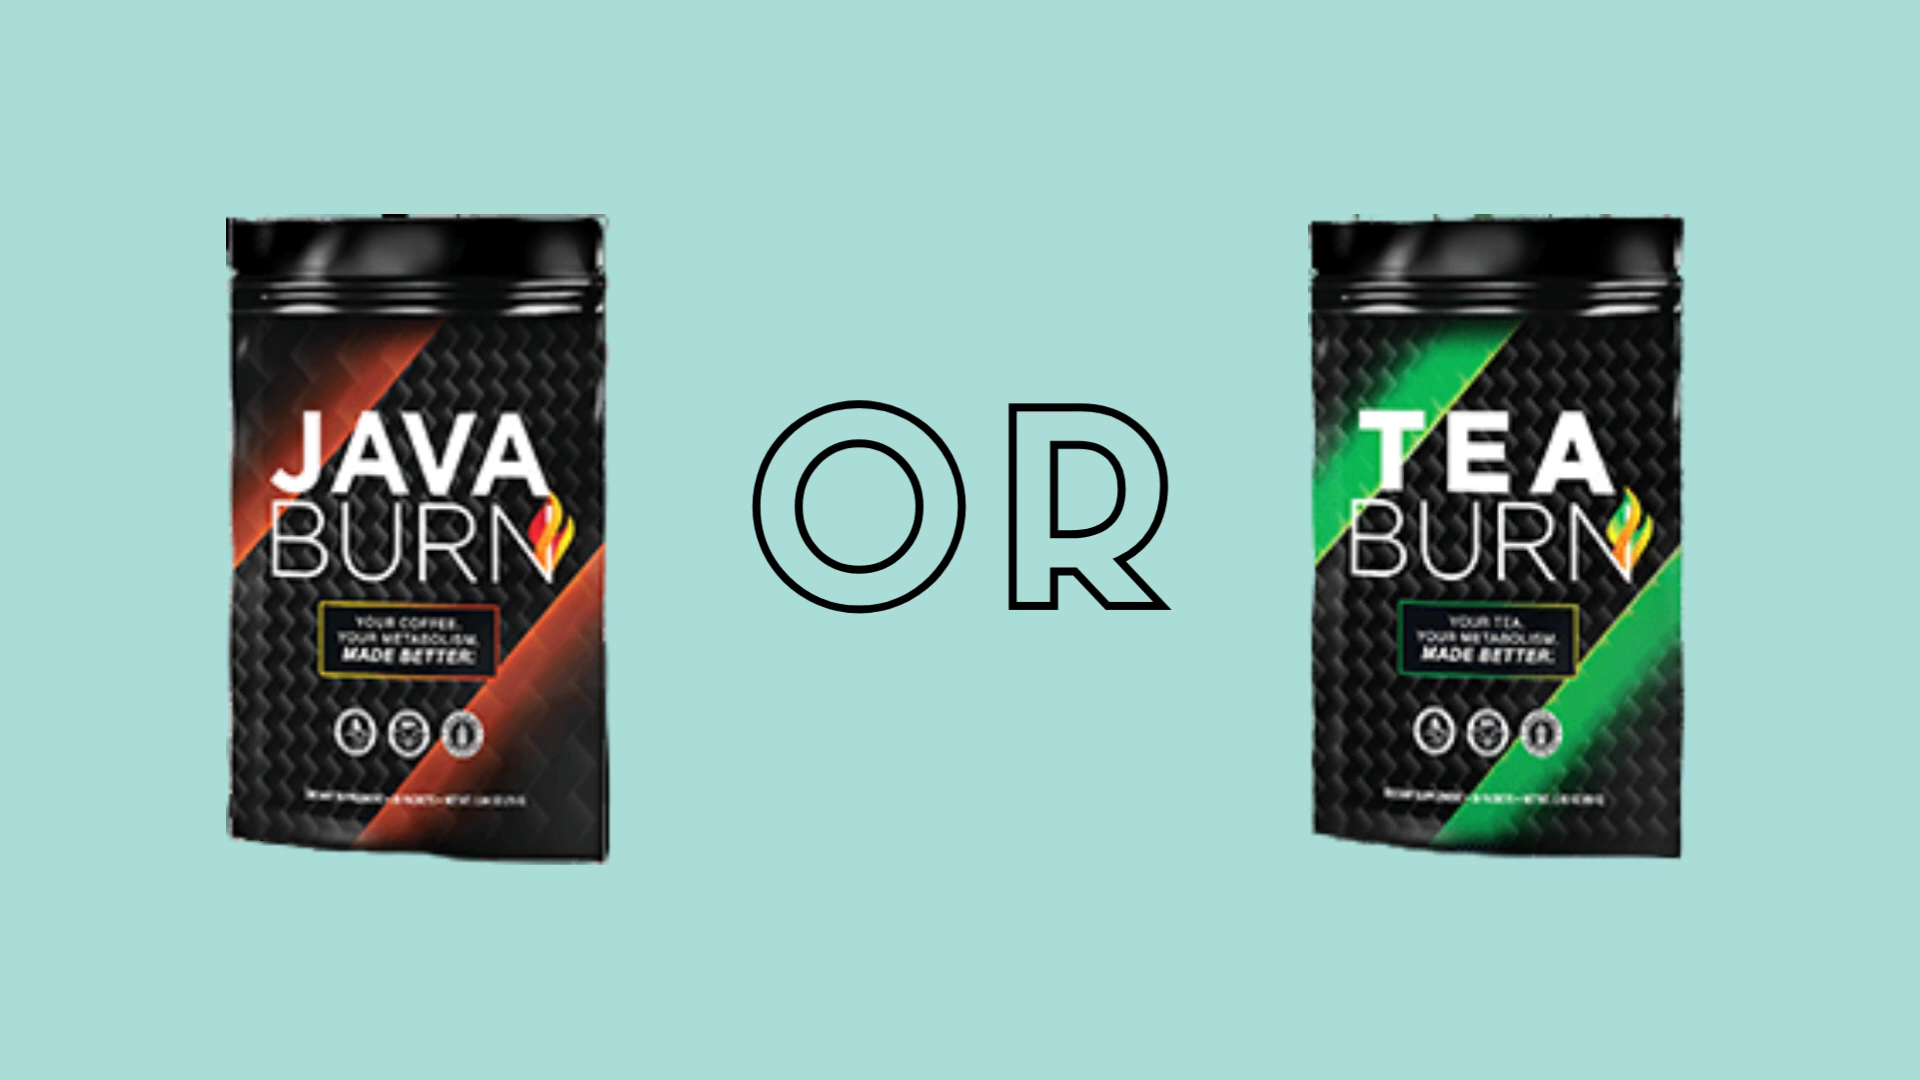 JAVA
BURN
YOUR COFFEE.
YOUR METABOLISM.
MADE BETTER.
OR
TEA
BURN
YOUR TEA.
YOUR METABOLISM.
MADE BETTER.